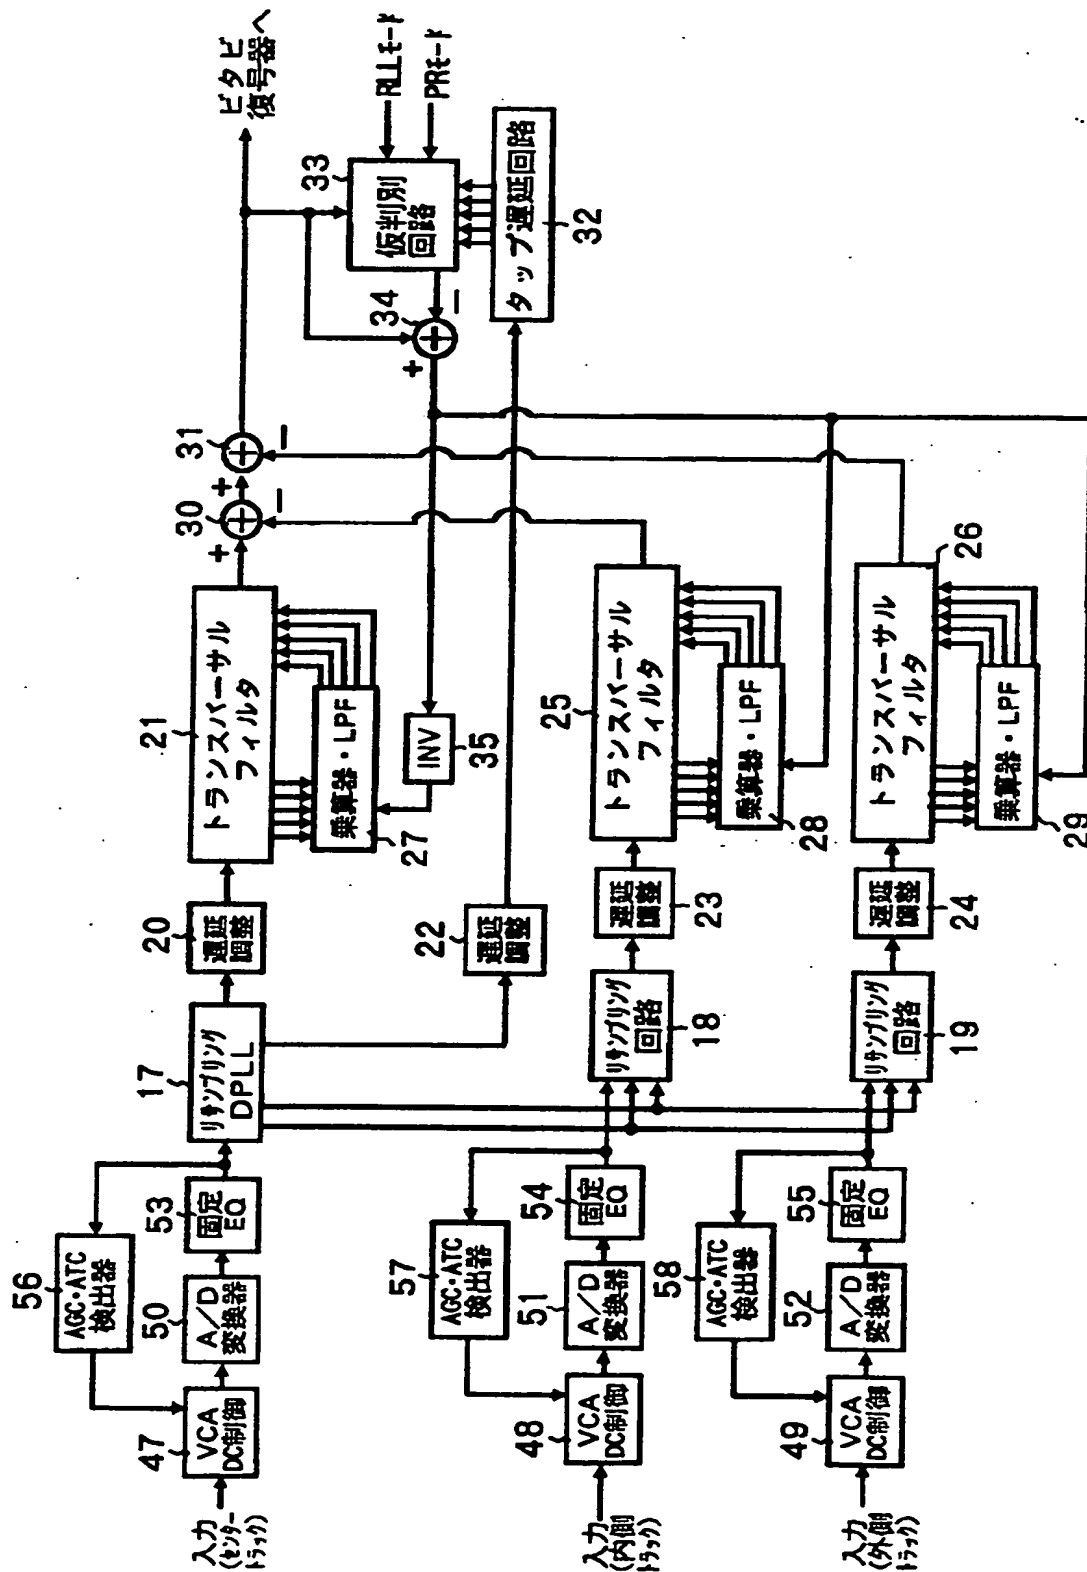 入力
(センター
トラック)
47
VCA
DC制御
56
AGC・ATC
検出器
50
A/D
変換器
53
固定
EQ
17
リサンプリング
DPLL
20
遅延
調整
21
トランスバーサル
フィルタ
乗算器・LPF
27
INV
35
22
遅延
調整
+
30
+
−
+
31
+
−
ビタビ
復号器へ
33
仮判別
回路
RLLモード
PRモード
34
+
+
−
タップ遅延回路
32
入力
(内側
トラック)
48
VCA
DC制御
57
AGC・ATC
検出器
51
A/D
変換器
54
固定
EQ
リサンプリング
回路
18
遅延
調整
23
25
トランスバーサル
フィルタ
乗算器・LPF
28
入力
(外側
トラック)
49
VCA
DC制御
58
AGC・ATC
検出器
52
A/D
変換器
55
固定
EQ
リサンプリング
回路
19
遅延
調整
24
トランスバーサル
フィルタ
26
乗算器・LPF
29